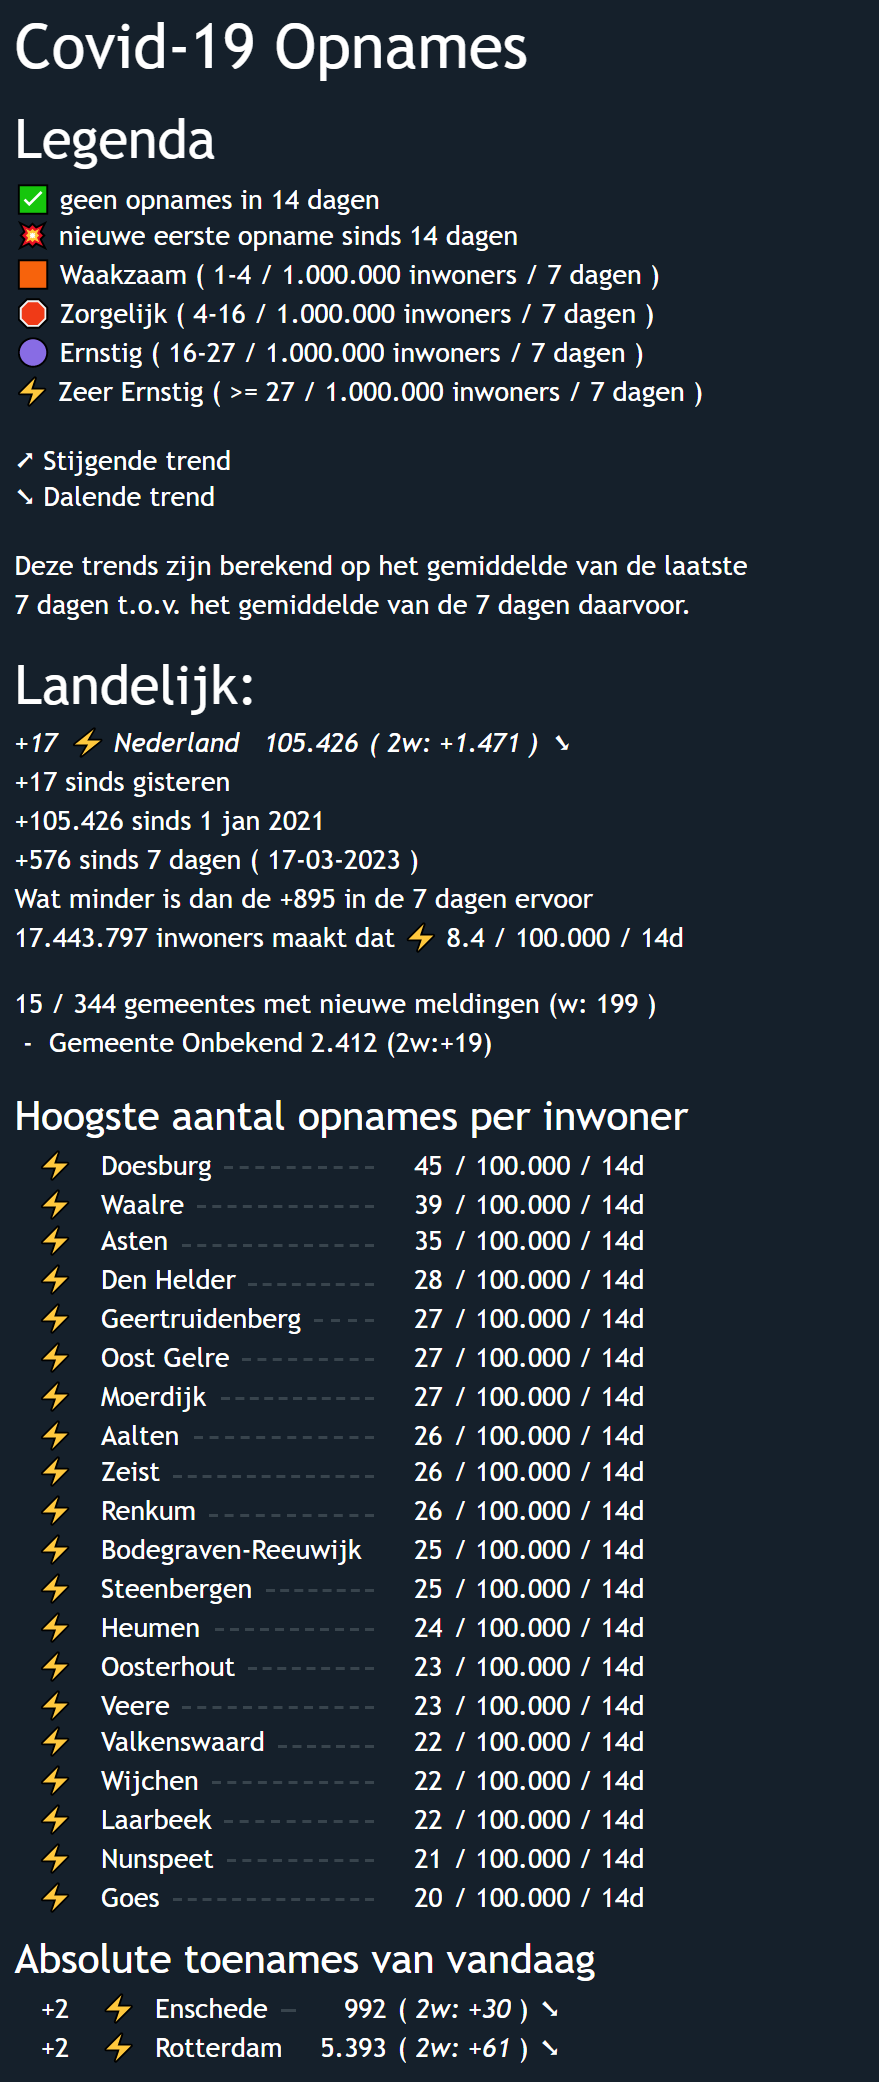 Covid-19 Opnames
Legenda
✅ geen opnames in 14 dagen
💥 nieuwe eerste opname sinds 14 dagen
🟧 Waakzaam ( 1-4 / 1.000.000 inwoners / 7 dagen )
🛑 Zorgelijk ( 4-16 / 1.000.000 inwoners / 7 dagen )
🟣 Ernstig ( 16-27 / 1.000.000 inwoners / 7 dagen )
⚡ Zeer Ernstig ( >= 27 / 1.000.000 inwoners / 7 dagen )
➚ Stijgende trend
➘ Dalende trend
Deze trends zijn berekend op het gemiddelde van de laatste
7 dagen t.o.v. het gemiddelde van de 7 dagen daarvoor.
Landelijk:
+17 ⚡ Nederland 105.426 ( 2w: +1.471 ) ➘
+17 sinds gisteren
+105.426 sinds 1 jan 2021
+576 sinds 7 dagen ( 17-03-2023 )
Wat minder is dan de +895 in de 7 dagen ervoor
17.443.797 inwoners maakt dat ⚡ 8.4 / 100.000 / 14d
15 / 344 gemeentes met nieuwe meldingen (w: 199 )
- Gemeente Onbekend 2.412 (2w:+19)
Hoogste aantal opnames per inwoner
⚡ Doesburg ---------- 45 / 100.000 / 14d
⚡ Waalre ------------ 39 / 100.000 / 14d
⚡ Asten ------------- 35 / 100.000 / 14d
⚡ Den Helder --------- 28 / 100.000 / 14d
⚡ Geertruidenberg ---- 27 / 100.000 / 14d
⚡ Oost Gelre --------- 27 / 100.000 / 14d
⚡ Moerdijk ----------- 27 / 100.000 / 14d
⚡ Aalten ------------ 26 / 100.000 / 14d
⚡ Zeist -------------- 26 / 100.000 / 14d
⚡ Renkum ----------- 26 / 100.000 / 14d
⚡ Bodegraven-Reeuwijk 25 / 100.000 / 14d
⚡ Steenbergen -------- 25 / 100.000 / 14d
⚡ Heumen ----------- 24 / 100.000 / 14d
⚡ Oosterhout --------- 23 / 100.000 / 14d
⚡ Veere ------------- 23 / 100.000 / 14d
⚡ Valkenswaard ------- 22 / 100.000 / 14d
⚡ Wijchen ----------- 22 / 100.000 / 14d
⚡ Laarbeek ---------- 22 / 100.000 / 14d
⚡ Nunspeet ---------- 21 / 100.000 / 14d
⚡ Goes -------------- 20 / 100.000 / 14d
Absolute toenames van vandaag
+2 ⚡ Enschede - 992 ( 2w: +30 ) ➘
+2 ⚡ Rotterdam 5.393 ( 2w: +61 ) ➘